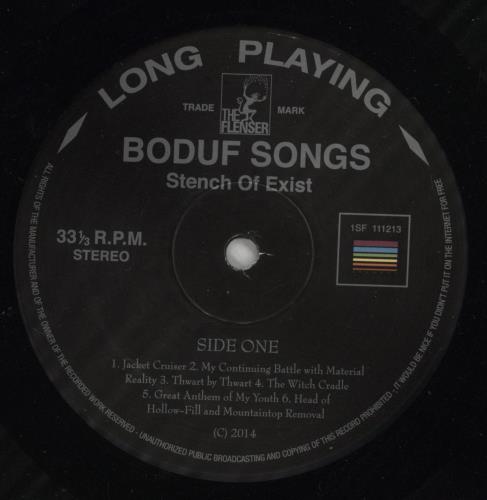 LONG PLAYING
TRADE MARK
THE
FLENSER
BODUF SONGS
Stench Of Exist
33 1/3 R.P.M.
STEREO
1SF 111213
SIDE ONE
1. Jacket Cruiser 2. My Continuing Battle with Material
Reality 3. Thwart by Thwart 4. The Witch Cradle
5. Great Anthem of My Youth 6. Head of
Hollow-Fill and Mountaintop Removal
(C) 2014
ALL RIGHTS OF THE MANUFACTURER AND OF THE OWNER OF THE RECORDED WORK RESERVED - UNAUTHORIZED PUBLIC BROADCASTING AND COPYING OF THIS RECORD PROHIBITED - IT WOULD BE NICE IF YOU DIDN'T PUT IT ON THE INTERNET FOR FREE